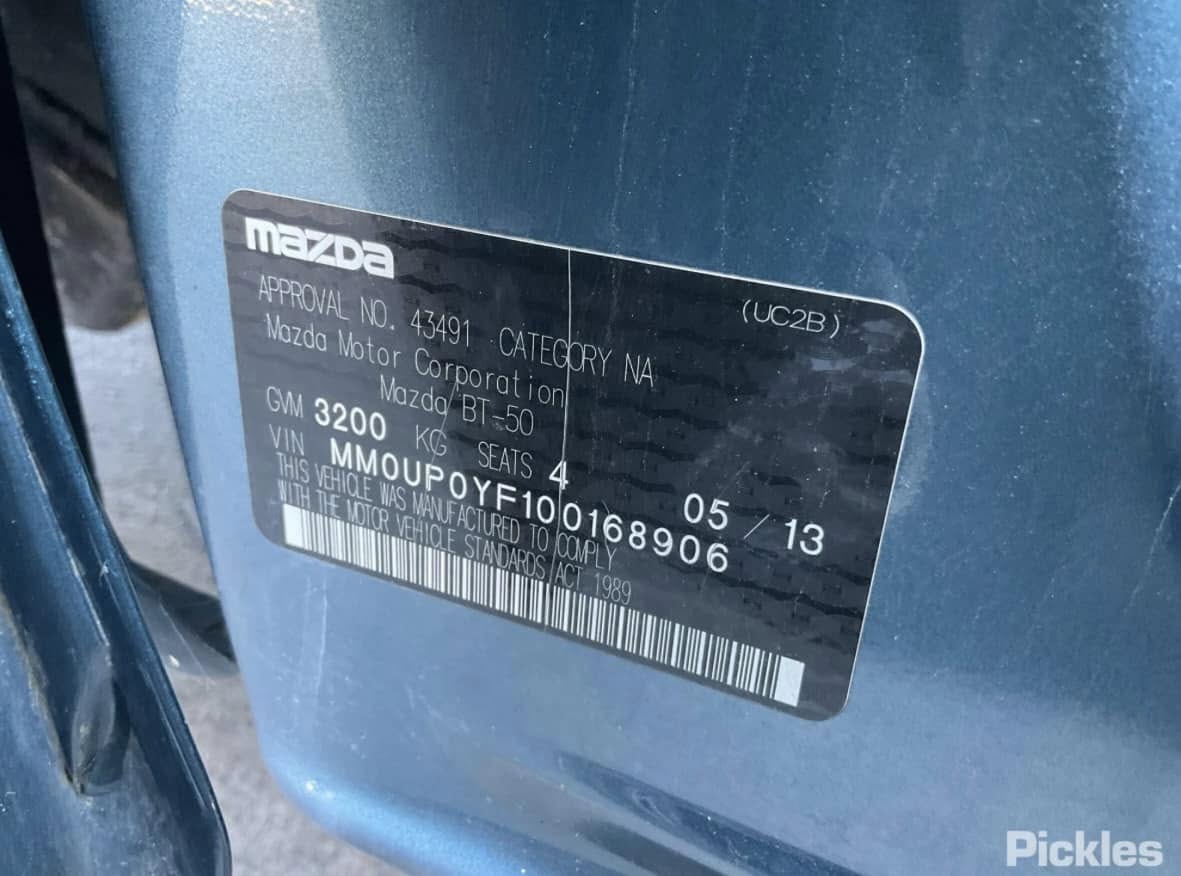 mazda
(UC2B)
APPROVAL NO. 43491 CATEGORY NA
Mazda Motor Corporation
Mazda BT-50
GVM 3200 KG SEATS 4 05 / 13
VIN MM0UP0YF100168906
THIS VEHICLE WAS MANUFACTURED TO COMPLY
WITH THE MOTOR VEHICLE STANDARDS ACT 1989
Pickles